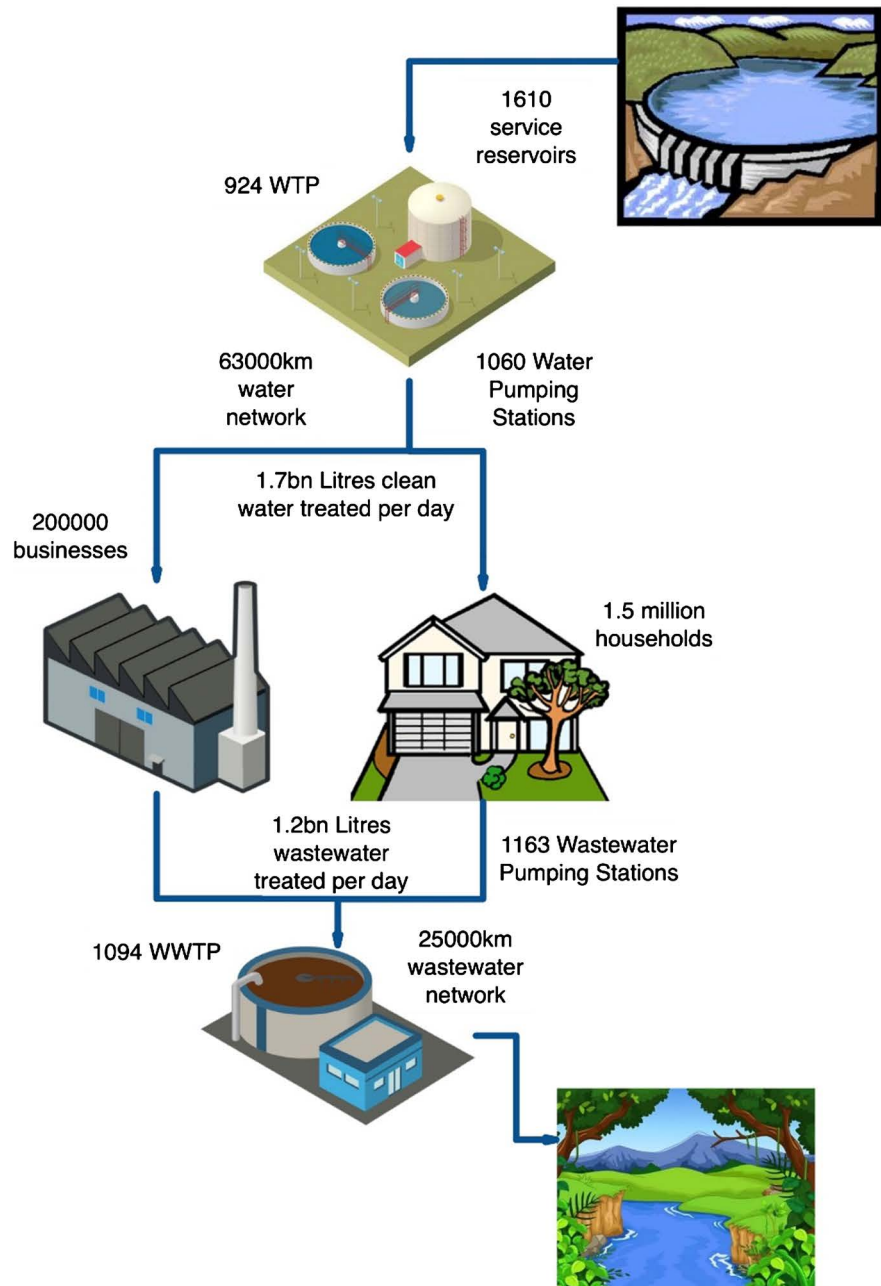 1610
service
reservoirs
924 WTP
63000km
water
network
1060 Water
Pumping
Stations
1.7bn Litres clean
water treated per day
200000
businesses
1.5 million
households
1.2bn Litres
wastewater
treated per day
1163 Wastewater
Pumping Stations
1094 WWTP
25000km
wastewater
network